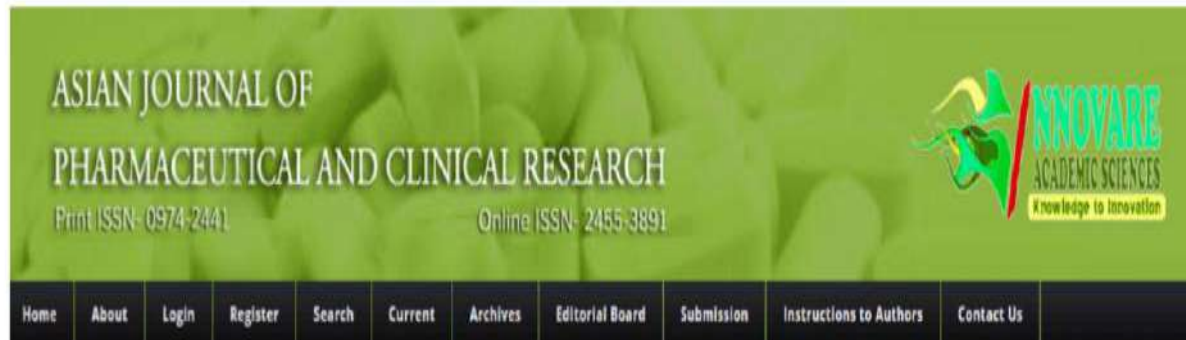 ASIAN JOURNAL OF
PHARMACEUTICAL AND CLINICAL RESEARCH
Print ISSN- 0974-2441 Online ISSN- 2455-3891
INNOVARE
ACADEMIC SCIENCES
Knowledge to Innovation
Home About Login Register Search Current Archives Editorial Board Submission Instructions to Authors Contact Us